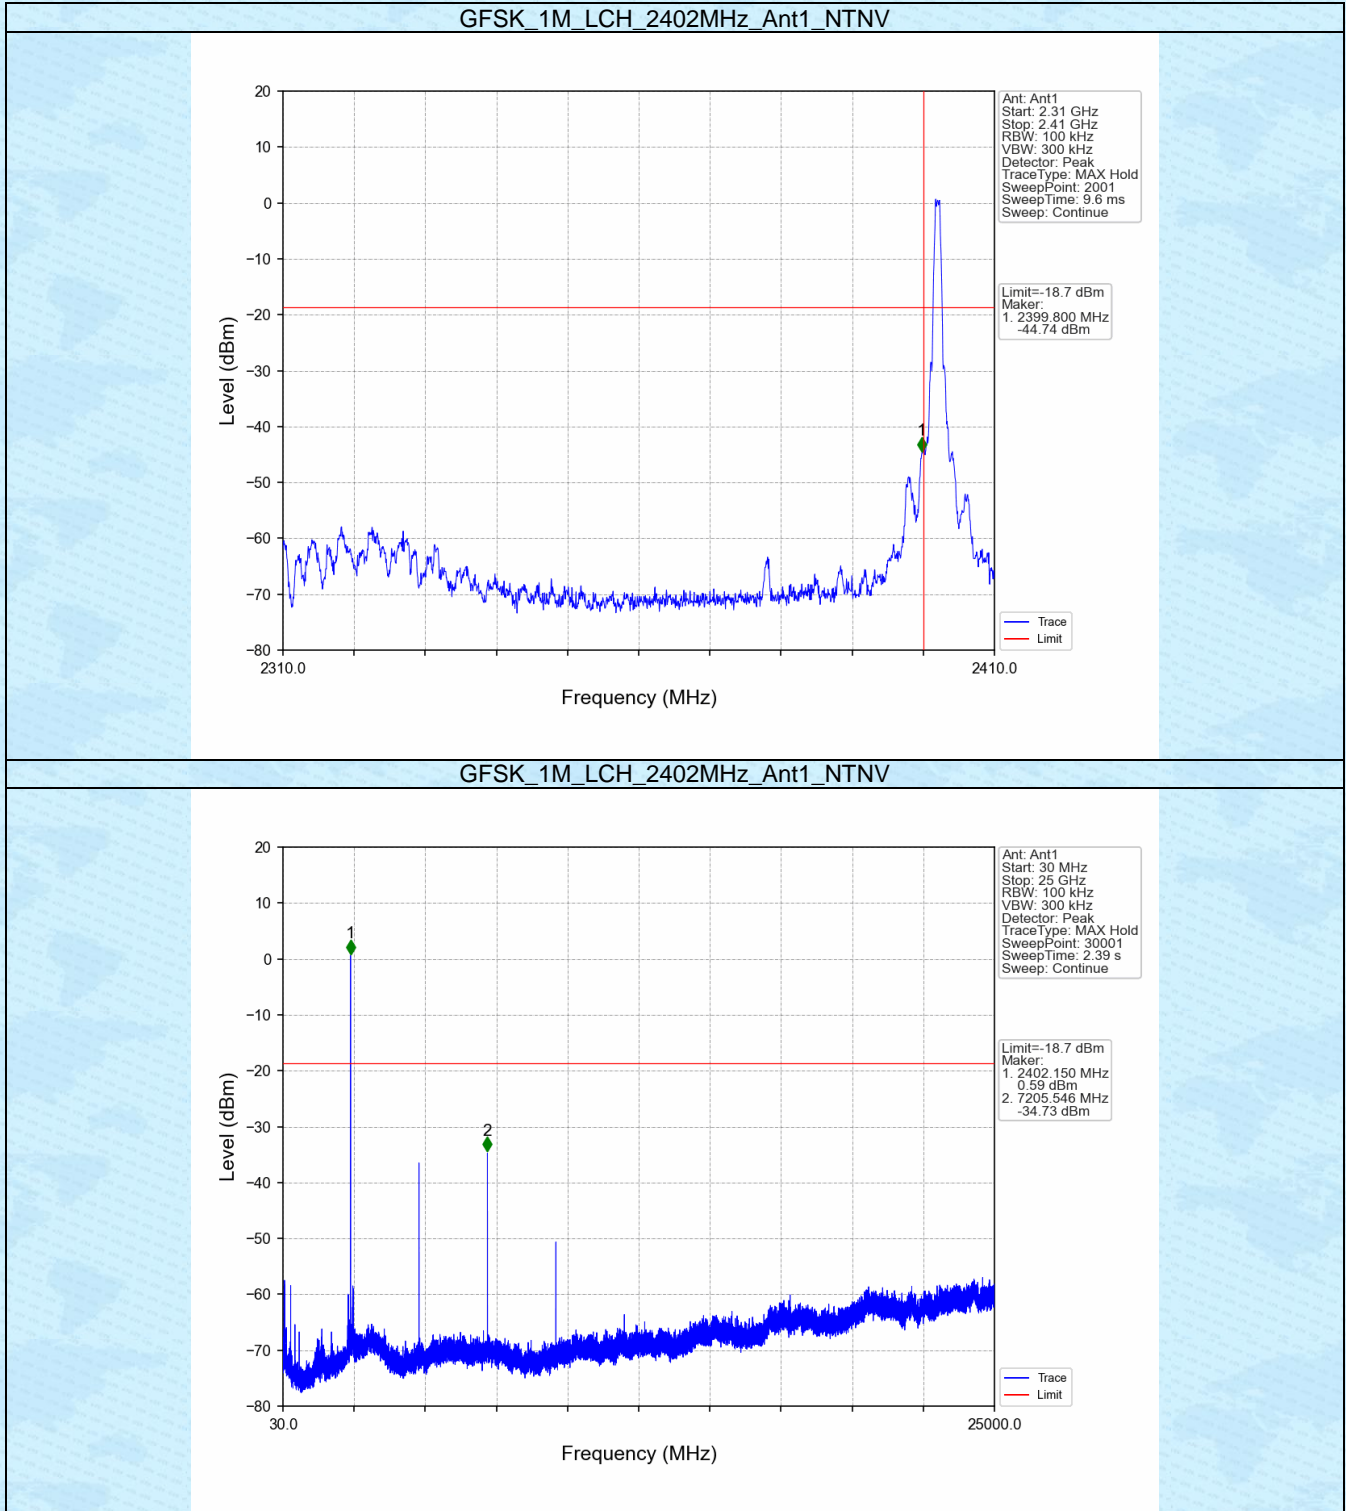 GFSK_1M_LCH_2402MHz_Ant1_NTNV
20
10
0
−10
−20
−30
−40
−50
−60
−70
−80
Level (dBm)
1
2310.0
2410.0
Frequency (MHz)
Ant: Ant1
Start: 2.31 GHz
Stop: 2.41 GHz
RBW: 100 kHz
VBW: 300 kHz
Detector: Peak
TraceType: MAX Hold
SweepPoint: 2001
SweepTime: 9.6 ms
Sweep: Continue
Limit=-18.7 dBm
Maker:
1. 2399.800 MHz
-44.74 dBm
Trace
Limit
GFSK_1M_LCH_2402MHz_Ant1_NTNV
20
10
0
−10
−20
−30
−40
−50
−60
−70
−80
Level (dBm)
1
2
30.0
25000.0
Frequency (MHz)
Ant: Ant1
Start: 30 MHz
Stop: 25 GHz
RBW: 100 kHz
VBW: 300 kHz
Detector: Peak
TraceType: MAX Hold
SweepPoint: 30001
SweepTime: 2.39 s
Sweep: Continue
Limit=-18.7 dBm
Maker:
1. 2402.150 MHz
0.59 dBm
2. 7205.546 MHz
-34.73 dBm
Trace
Limit